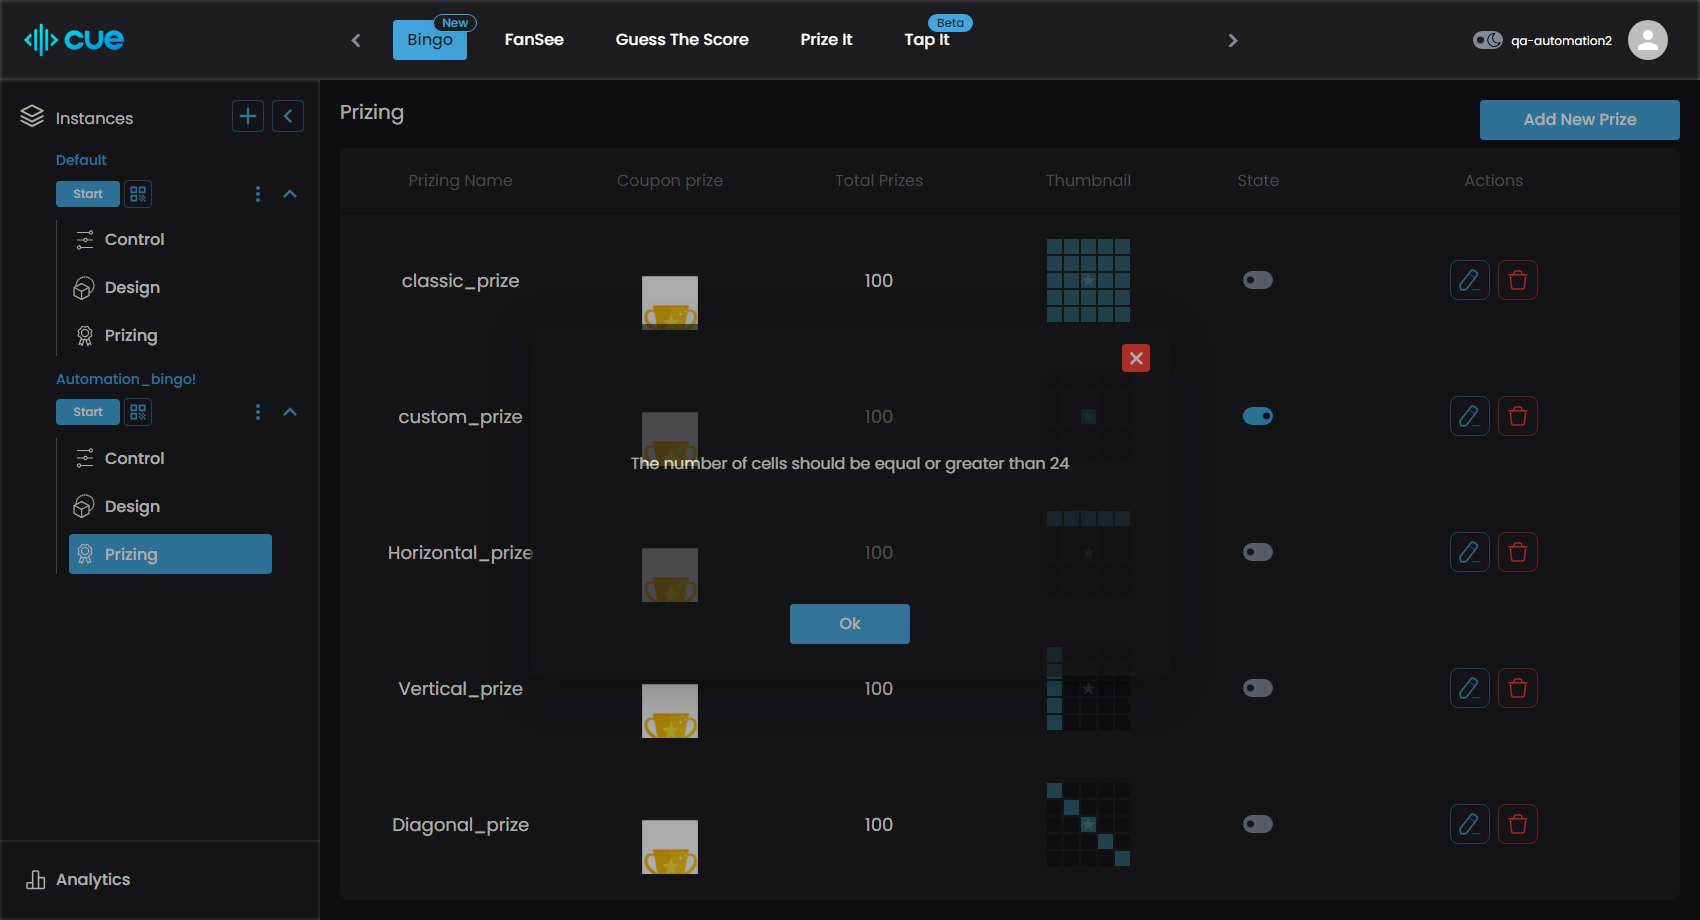 cue
Bingo
New
FanSee
Guess The Score
Prize It
Tap It
Beta
qa-automation2
Instances
Default
Start
Control
Design
Prizing
Automation_bingo!
Start
Control
Design
Prizing
Analytics
Prizing
Add New Prize
Prizing Name
Coupon prize
Total Prizes
Thumbnail
State
Actions
classic_prize
100
custom_prize
100
The number of cells should be equal or greater than 24
Horizontal_prize
100
Ok
Vertical_prize
100
Diagonal_prize
100